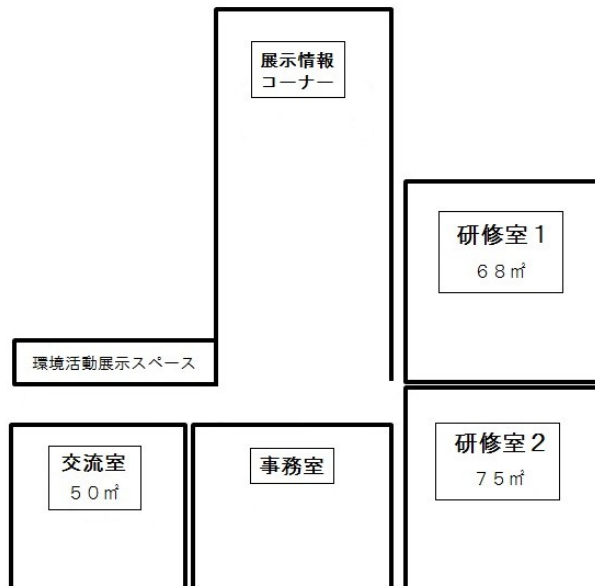 展示情報
コーナー
研修室1
68㎡
環境活動展示スペース
交流室
50㎡
事務室
研修室2
75㎡